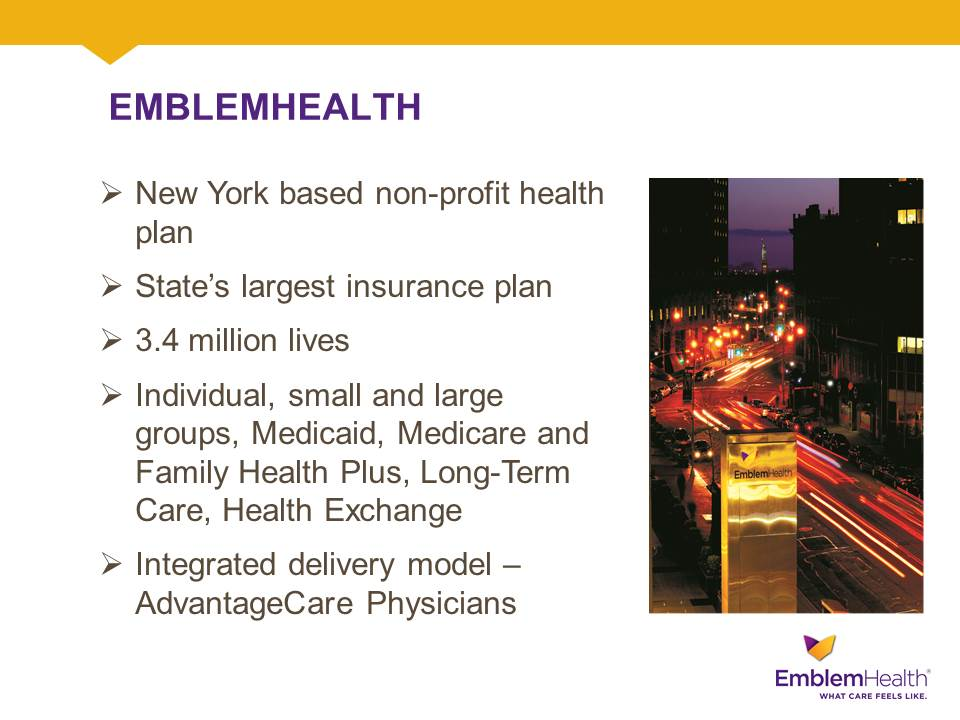 EMBLEMHEALTH
➢ New York based non-profit health
plan
➢ State’s largest insurance plan
➢ 3.4 million lives
➢ Individual, small and large
groups, Medicaid, Medicare and
Family Health Plus, Long-Term
Care, Health Exchange
➢ Integrated delivery model –
AdvantageCare Physicians
EmblemHealth
EmblemHealth®
WHAT CARE FEELS LIKE.